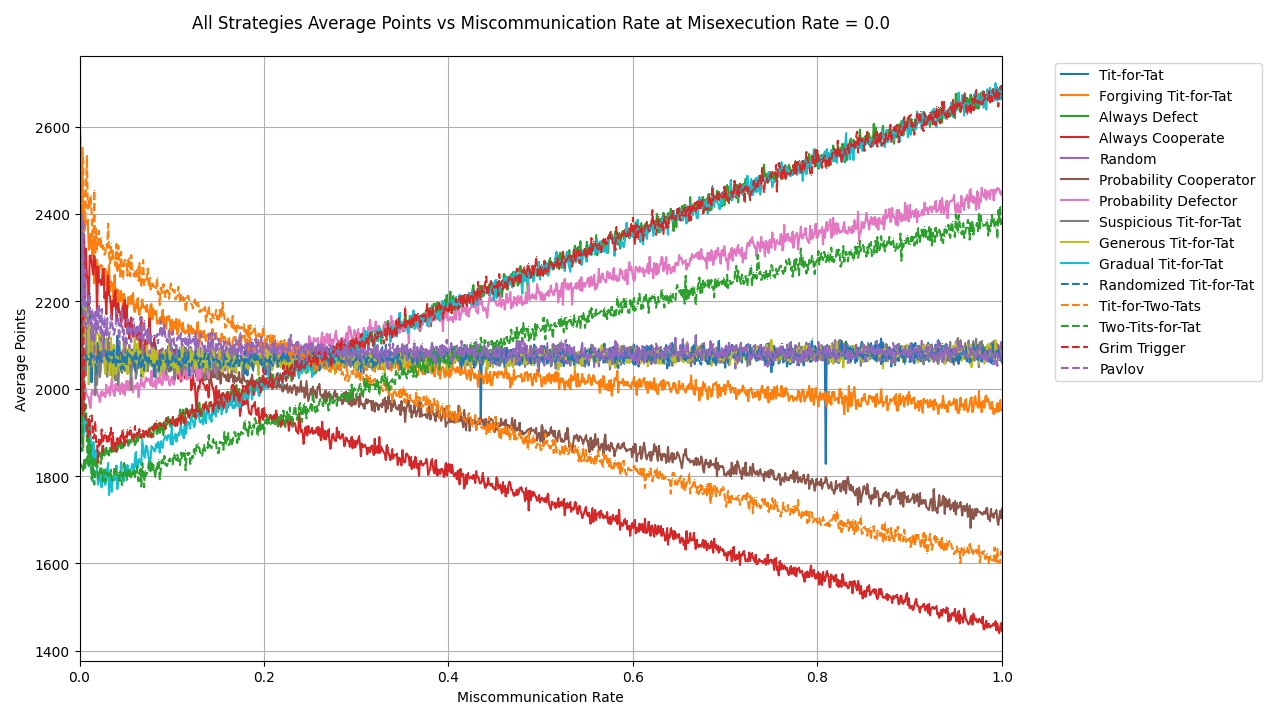 All Strategies Average Points vs Miscommunication Rate at Misexecution Rate = 0.0
Average Points
2600
2400
2200
2000
1800
1600
1400
0.0
0.2
0.4
0.6
0.8
1.0
Miscommunication Rate
Tit-for-Tat
Forgiving Tit-for-Tat
Always Defect
Always Cooperate
Random
Probability Cooperator
Probability Defector
Suspicious Tit-for-Tat
Generous Tit-for-Tat
Gradual Tit-for-Tat
Randomized Tit-for-Tat
Tit-for-Two-Tats
Two-Tits-for-Tat
Grim Trigger
Pavlov